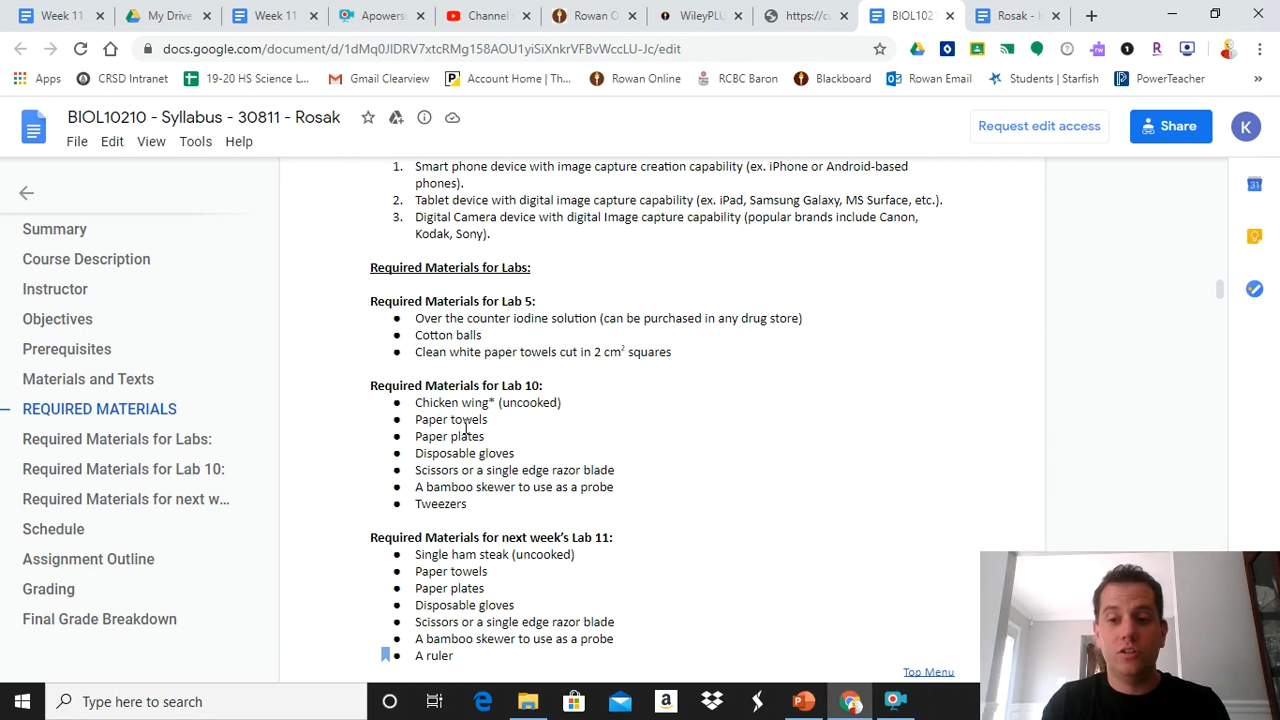 Week 11
My Drive
Week 11
Apowers
Channel
Rowan O
WileyPLU
https://c
BIOL1021
Rosak - I
docs.google.com/document/d/1dMq0JlDRV7xtcRMg158AOU1yiSiXnkrVFBvWccLU-Jc/edit
Apps
CRSD Intranet
19-20 HS Science L...
Gmail Clearview
Account Home | Th...
Rowan Online
RCBC Baron
Blackboard
Rowan Email
Students | Starfish
PowerTeacher
»
BIOL10210 - Syllabus - 30811 - Rosak
File Edit View Tools Help
Request edit access
Share
K
Summary
Course Description
Instructor
Objectives
Prerequisites
Materials and Texts
REQUIRED MATERIALS
Required Materials for Labs:
Required Materials for Lab 10:
Required Materials for next w...
Schedule
Assignment Outline
Grading
Final Grade Breakdown
1. Smart phone device with image capture creation capability (ex. iPhone or Android-based
phones).
2. Tablet device with digital image capture capability (ex. iPad, Samsung Galaxy, MS Surface, etc.).
3. Digital Camera device with digital Image capture capability (popular brands include Canon,
Kodak, Sony).
Required Materials for Labs:
Required Materials for Lab 5:
● Over the counter iodine solution (can be purchased in any drug store)
● Cotton balls
● Clean white paper towels cut in 2 cm² squares
Required Materials for Lab 10:
● Chicken wing* (uncooked)
● Paper towels
● Paper plates
● Disposable gloves
● Scissors or a single edge razor blade
● A bamboo skewer to use as a probe
● Tweezers
Required Materials for next week's Lab 11:
● Single ham steak (uncooked)
● Paper towels
● Paper plates
● Disposable gloves
● Scissors or a single edge razor blade
● A bamboo skewer to use as a probe
● A ruler
Top Menu
31
Type here to search